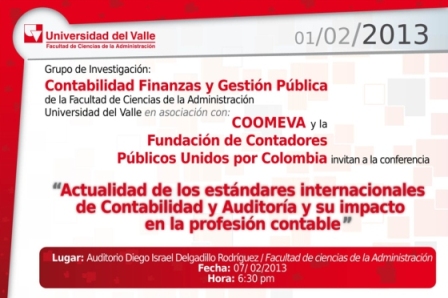 Universidad del Valle
Facultad de Ciencias de la Administración
01/02/2013
Grupo de Investigación:
Contabilidad Finanzas y Gestión Pública
de la Facultad de Ciencias de la Administración
Universidad del Valle en asociación con:
COOMEVA y la
Fundación de Contadores
Públicos Unidos por Colombia invitan a la conferencia
"Actualidad de los estándares internacionales
de Contabilidad y Auditoría y su impacto
en la profesión contable"
Lugar: Auditorio Diego Israel Delgadillo Rodriguez / Facultad de ciencias de la Administración
Fecha: 07/ 02/2013
Hora: 6:30 pm